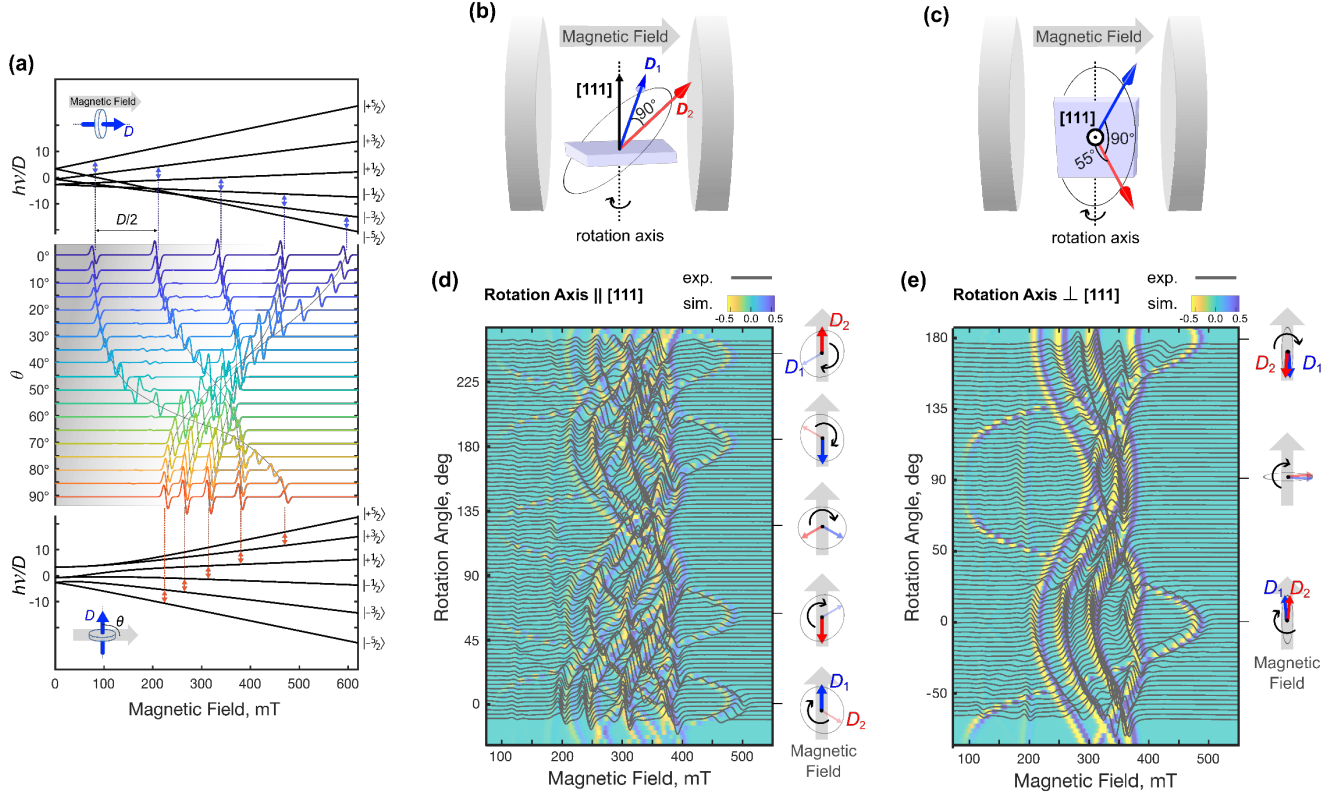 (a)
Magnetic Field
D
|+5/2⟩
|+3/2⟩
|+1/2⟩
|−1/2⟩
|−3/2⟩
|−5/2⟩
hν/D
10
0
-10
D/2
0°
10°
20°
30°
40°
50°
60°
70°
80°
90°
θ
|+5/2⟩
|+3/2⟩
|+1/2⟩
|−1/2⟩
|−3/2⟩
|−5/2⟩
hν/D
10
0
-10
D
θ
0 100 200 300 400 500 600
Magnetic Field, mT
(b)
Magnetic Field
D1
[111]
90°
D2
rotation axis
(c)
Magnetic Field
[111]
90°
55°
rotation axis
(d)
exp.
Rotation Axis || [111]
sim.
-0.5 0.0 0.5
225
180
135
90
45
0
Rotation Angle, deg
100 200 300 400 500
Magnetic Field, mT
D2
D1
D1
D2
Magnetic
Field
(e)
exp.
Rotation Axis ⊥ [111]
sim.
-0.5 0.0 0.5
180
135
90
50
0
-50
Rotation Angle, deg
100 200 300 400 500
Magnetic Field, mT
D2 D1
D1 D2
Magnetic
Field